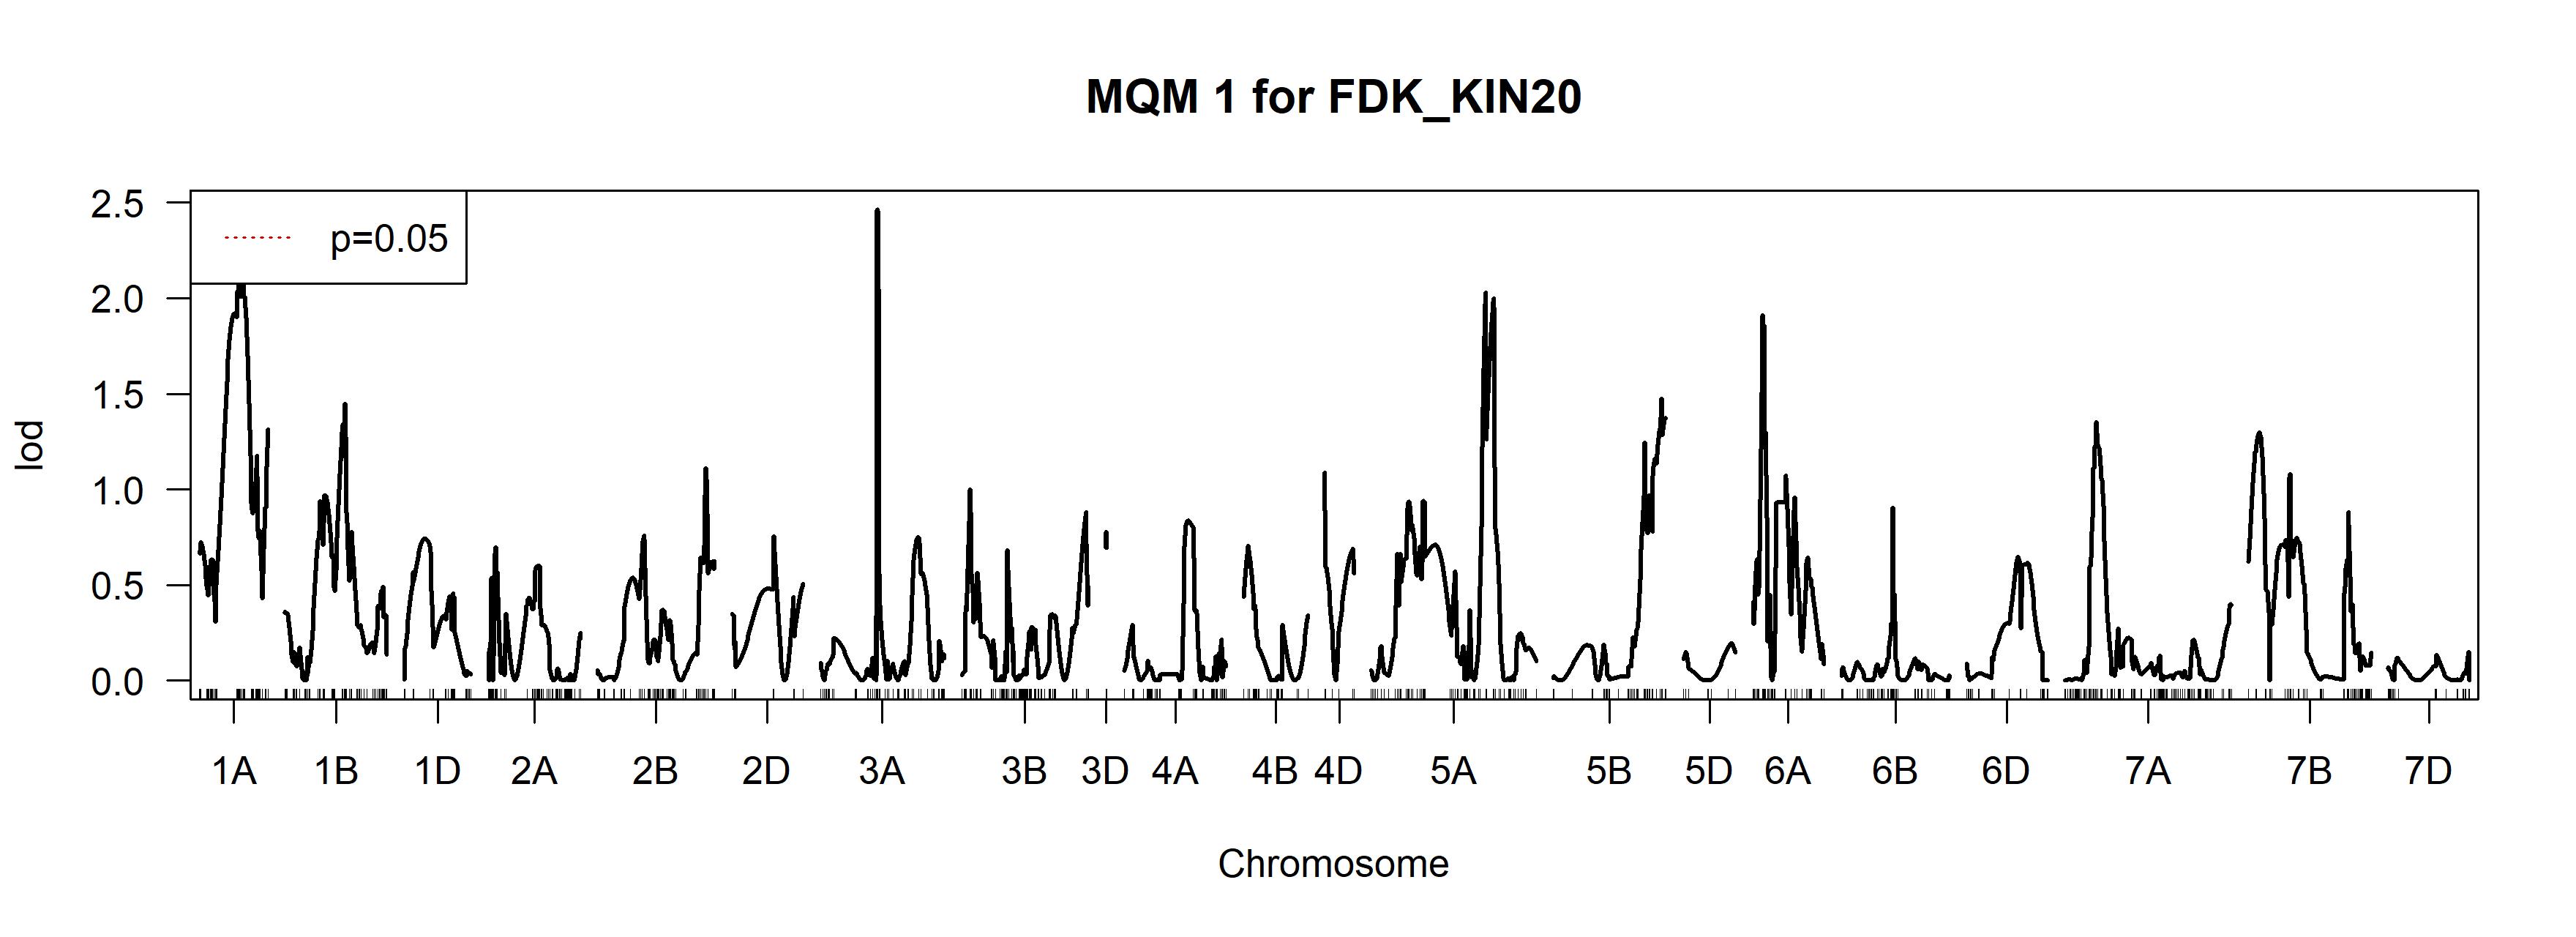 MQM 1 for FDK_KIN20
2.5
2.0
1.5
1.0
0.5
0.0
p=0.05
lod
1A 1B 1D 2A 2B 2D 3A 3B 3D 4A 4B 4D 5A 5B 5D 6A 6B 6D 7A 7B 7D
Chromosome